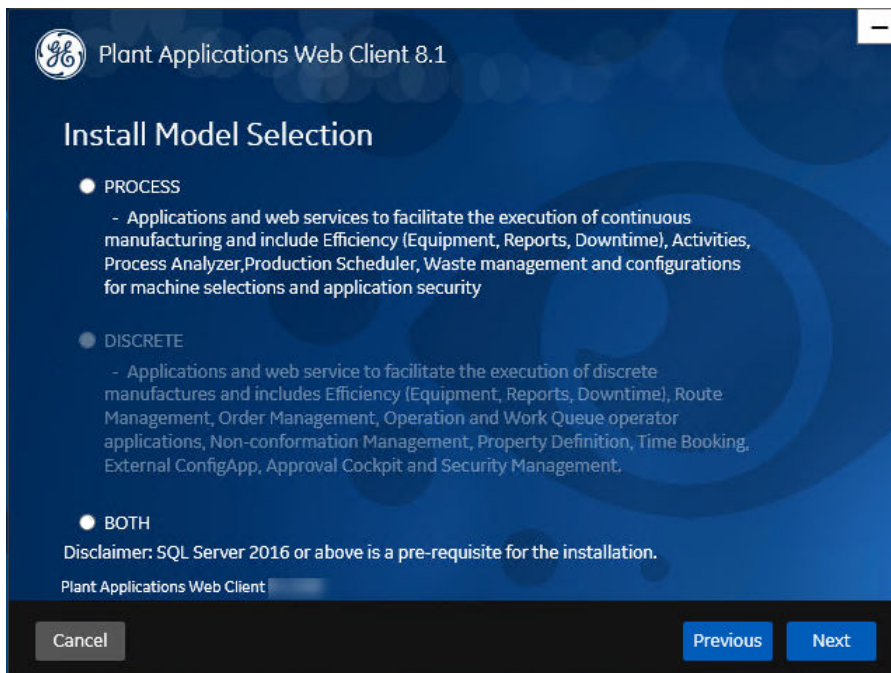 Plant Applications Web Client 8.1
Install Model Selection
PROCESS
- Applications and web services to facilitate the execution of continuous
manufacturing and include Efficiency (Equipment, Reports, Downtime), Activities,
Process Analyzer,Production Scheduler, Waste management and configurations
for machine selections and application security
DISCRETE
- Applications and web service to facilitate the execution of discrete
manufactures and includes Efficiency (Equipment, Reports, Downtime), Route
Management, Order Management, Operation and Work Queue operator
applications, Non-conformation Management, Property Definition, Time Booking,
External ConfigApp, Approval Cockpit and Security Management.
BOTH
Disclaimer: SQL Server 2016 or above is a pre-requisite for the installation.
Plant Applications Web Client
Cancel
Previous
Next